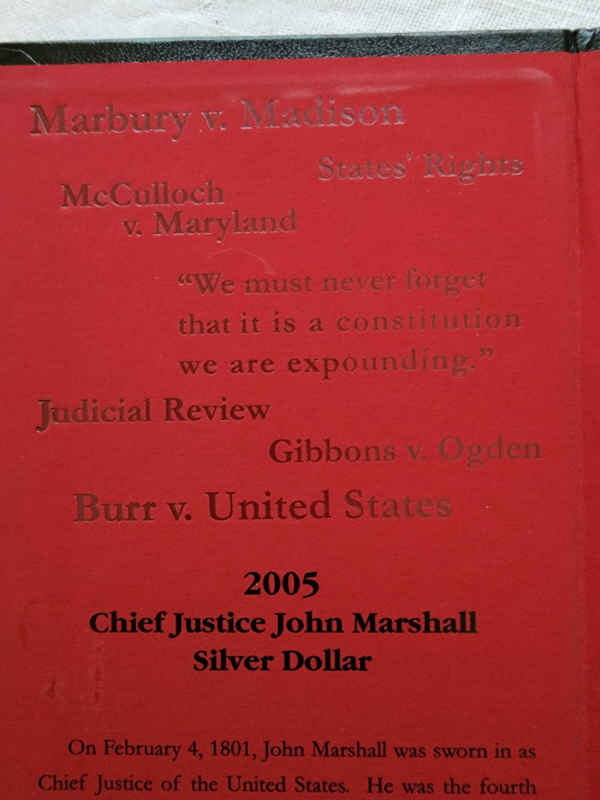 Marbury v. Madison
States' Rights
McCulloch
v. Maryland
“We must never forget
that it is a constitution
we are expounding.”
Judicial Review
Gibbons v. Ogden
Burr v. United States
2005
Chief Justice John Marshall
Silver Dollar
On February 4, 1801, John Marshall was sworn in as
Chief Justice of the United States. He was the fourth